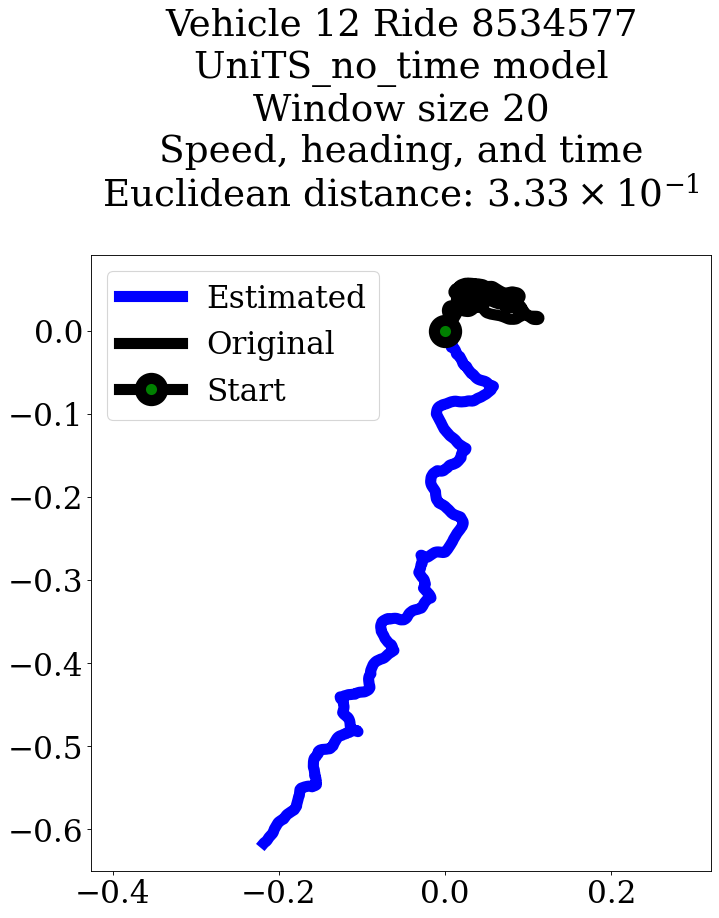 Vehicle 12 Ride 8534577
UniTS_no_time model
Window size 20
Speed, heading, and time
Euclidean distance: 3.33 × 10⁻¹
Estimated
Original
Start
0.0
−0.1
−0.2
−0.3
−0.4
−0.5
−0.6
−0.4 −0.2 0.0 0.2